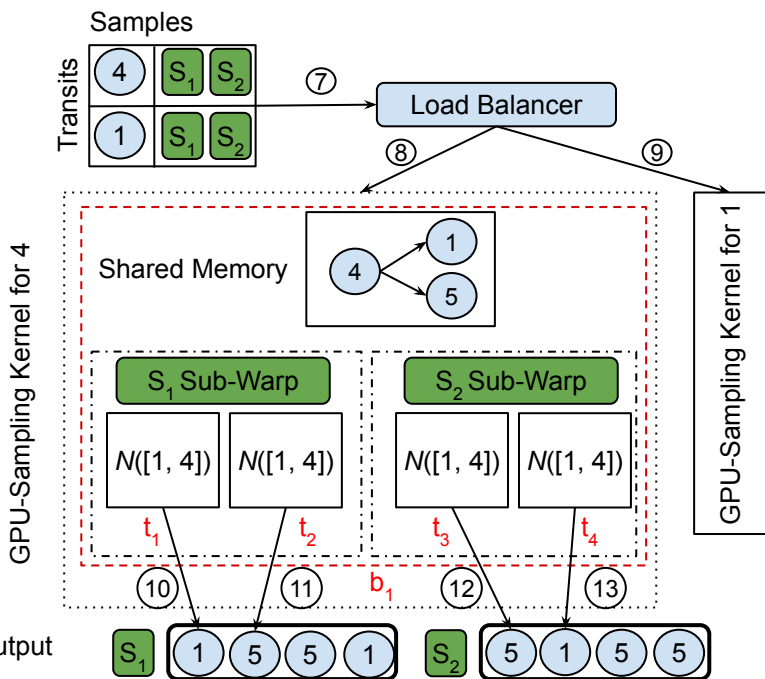 Samples
Transits
4 S1 S2
1 S1 S2
7
Load Balancer
8
9
GPU-Sampling Kernel for 4
Shared Memory
4
1
5
GPU-Sampling Kernel for 1
S1 Sub-Warp
S2 Sub-Warp
N([1, 4]) N([1, 4]) N([1, 4]) N([1, 4])
t1 t2 t3 t4
10 11 b1 12 13
utput S1 1 5 5 1 S2 5 1 5 5